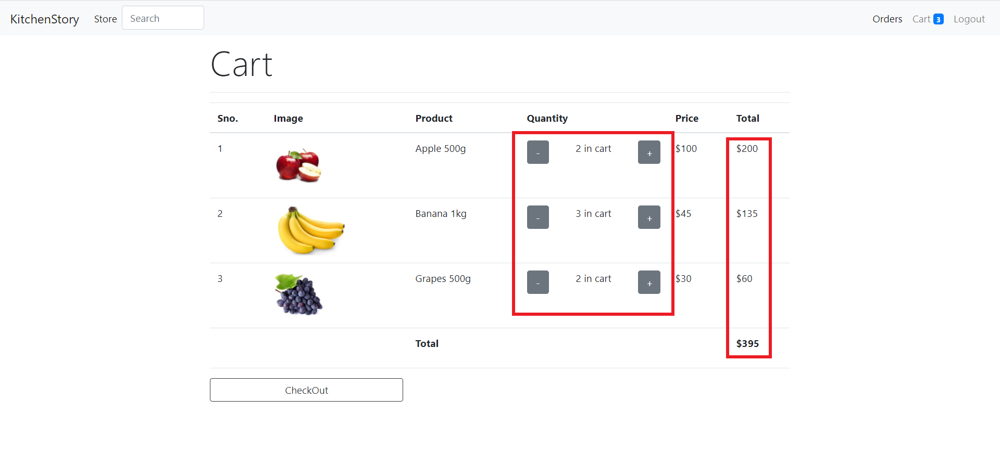 KitchenStory Store Search Orders Cart 3 Logout
Cart
Sno. Image Product Quantity Price Total
1 Apple 500g - 2 in cart + $100 $200
2 Banana 1kg - 3 in cart + $45 $135
3 Grapes 500g - 2 in cart + $30 $60
Total $395
CheckOut